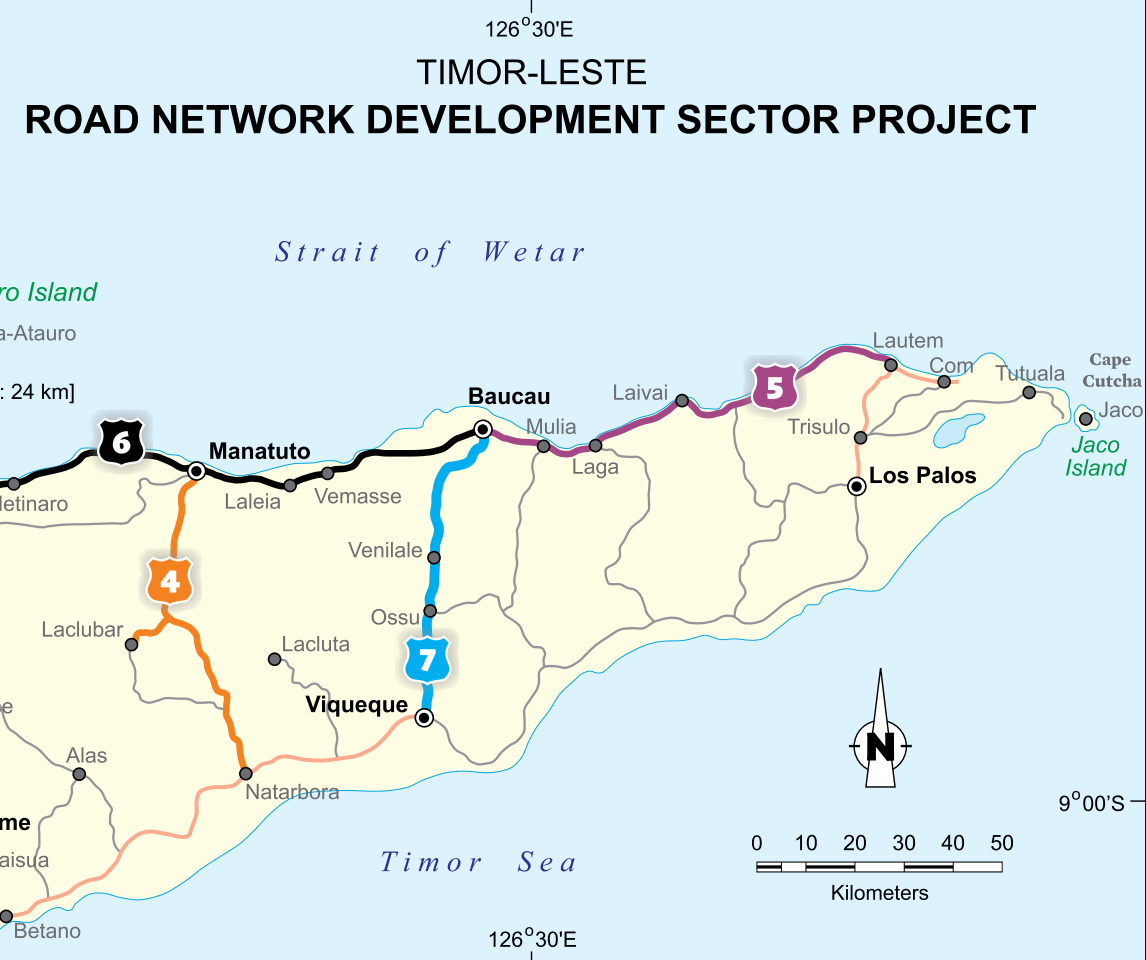 126°30'E
TIMOR-LESTE
ROAD NETWORK DEVELOPMENT SECTOR PROJECT
Strait of Wetar
ro Island
a-Atauro
: 24 km]
Lautem
Com
Cape
Cutcha
Tutuala
Jaco
Jaco
Island
5
Laivai
Baucau
Mulia
Laga
Trisulo
Los Palos
6
Manatuto
Laleia
Vemasse
etinaro
Venilale
4
Ossu
Laclubar
Lacluta
7
Viqueque
e
Alas
Natarbora
N
9°00'S
me
aisua
Timor Sea
0 10 20 30 40 50
Kilometers
Betano
126°30'E